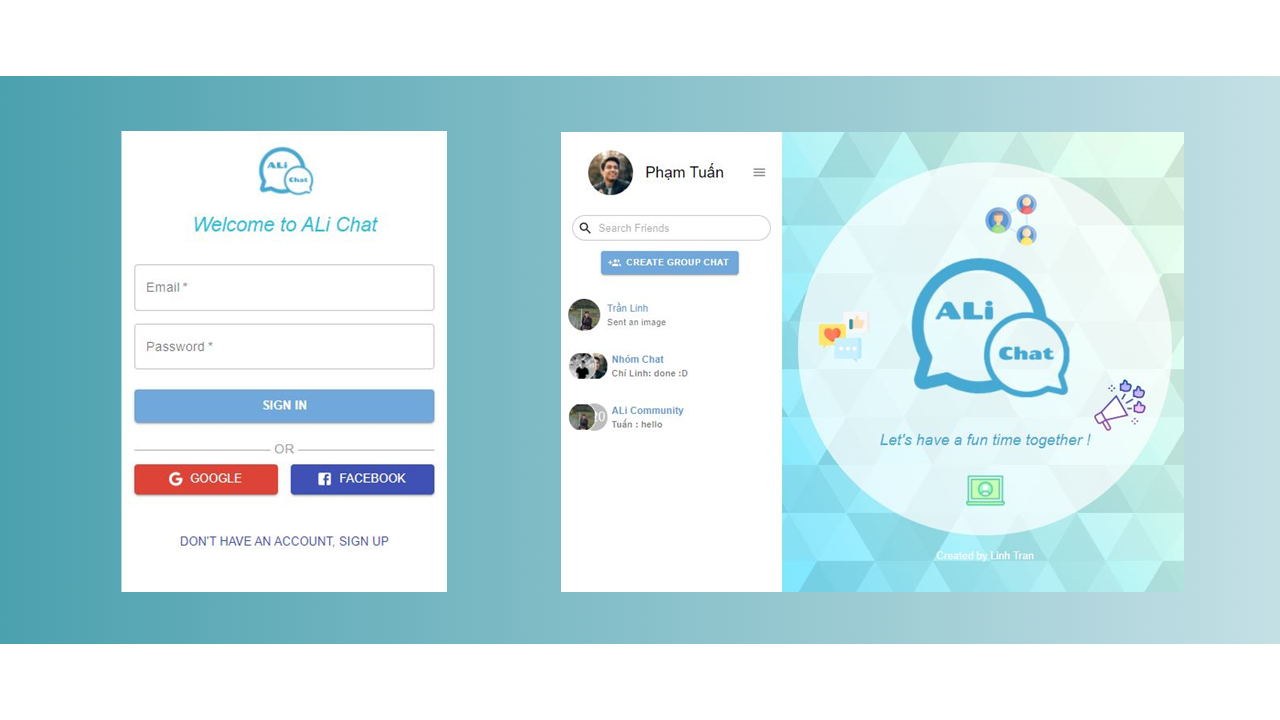 ALi
Chat
Welcome to ALi Chat
Email *
Password *
SIGN IN
OR
GOOGLE
FACEBOOK
DON'T HAVE AN ACCOUNT, SIGN UP
Phạm Tuấn
Search Friends
CREATE GROUP CHAT
Trần Linh
Sent an image
Nhóm Chat
Chí Linh: done :D
ALi Community
Tuấn : hello
ALi
Chat
Let's have a fun time together !
Created by Linh Tran